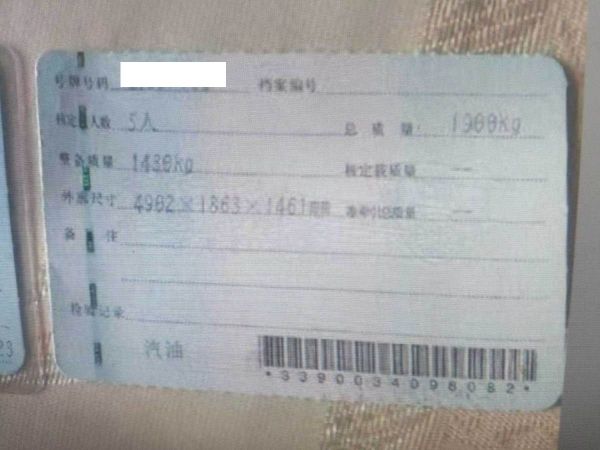 号牌号码 档案编号
核定载人数 5人 总质量 1900kg
整备质量 1430kg 核定载质量 --
外廓尺寸 4902×1863×1461mm 准牵引总质量 --
备 注
检验记录
汽油
*3390034098082*
23